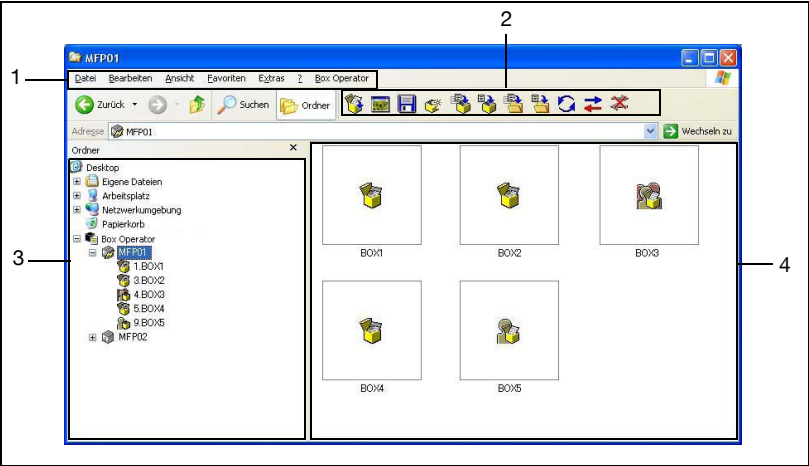 2
MFP01
1
Datei Bearbeiten Ansicht Favoriten Extras ? Box Operator
Zurück Suchen Ordner
Adresse MFP01 Wechseln zu
Ordner x
Desktop
Eigene Dateien
Arbeitsplatz
Netzwerkumgebung
Papierkorb
Box Operator
MFP01
1.BOX1
3.BOX2
4.BOX3
5.BOX4
9.BOX5
MFP02
3
BOX1 BOX2 BOX3
4
BOX4 BOX5